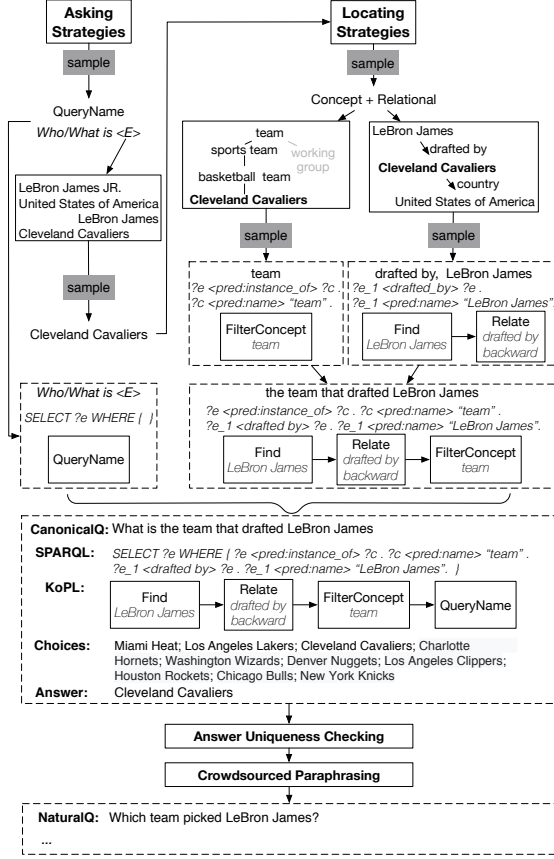 Asking
Strategies
sample
QueryName
Who/What is <E>
LeBron James JR.
United States of America
LeBron James
Cleveland Cavaliers
sample
Cleveland Cavaliers
Who/What is <E>
SELECT ?e WHERE { }
QueryName
Locating
Strategies
sample
Concept + Relational
team
sports team
working
group
basketball team
Cleveland Cavaliers
LeBron James
drafted by
Cleveland Cavaliers
country
United States of America
sample
sample
team
?e <pred:instance_of> ?c .
?c <pred:name> “team” .
FilterConcept
team
drafted by, LeBron James
?e_1 <drafted_by> ?e .
?e_1 <pred:name> “LeBron James”.
Find
LeBron James
Relate
drafted by
backward
the team that drafted LeBron James
?e <pred:instance_of> ?c . ?c <pred:name> “team” .
?e_1 <drafted by> ?e . ?e_1 <pred:name> “LeBron James”.
Find
LeBron James
Relate
drafted by
backward
FilterConcept
team
CanonicalQ: What is the team that drafted LeBron James
SPARQL: SELECT ?e WHERE { ?e <pred:instance_of> ?c . ?c <pred:name> “team” .
?e_1 <drafted by> ?e . ?e_1 <pred:name> “LeBron James”. }
KoPL:
Find
LeBron James
Relate
drafted by
backward
FilterConcept
team
QueryName
Choices: Miami Heat; Los Angeles Lakers; Cleveland Cavaliers; Charlotte
Hornets; Washington Wizards; Denver Nuggets; Los Angeles Clippers;
Houston Rockets; Chicago Bulls; New York Knicks
Answer: Cleveland Cavaliers
Answer Uniqueness Checking
Crowdsourced Paraphrasing
NaturalQ: Which team picked LeBron James?
...